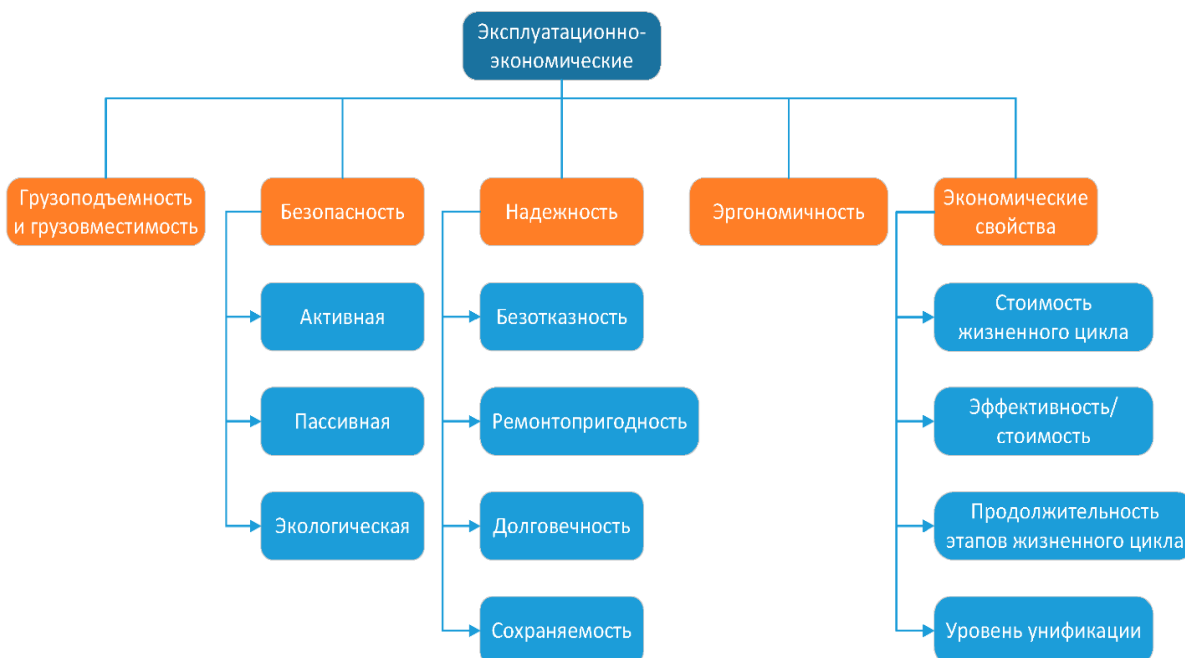 Эксплуатационно-
экономические
Грузоподъемность
и грузовместимость
Безопасность
Надежность
Эргономичность
Экономические
свойства
Активная
Безотказность
Стоимость
жизненного цикла
Пассивная
Ремонтопригодность
Эффективность/
стоимость
Экологическая
Долговечность
Продолжительность
этапов жизненного цикла
Сохраняемость
Уровень унификации